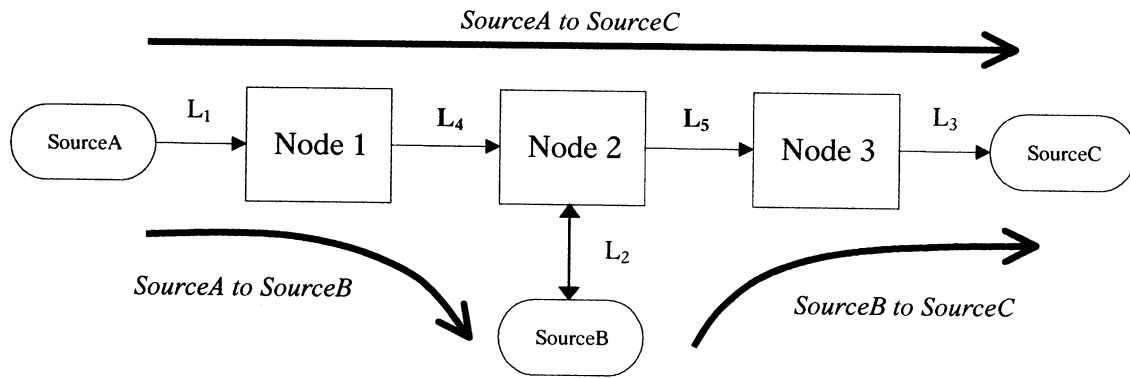 SourceA to SourceC
L₁
L₄
L₅
L₃
SourceA
Node 1
Node 2
Node 3
SourceC
L₂
SourceA to SourceB
SourceB to SourceC
SourceB